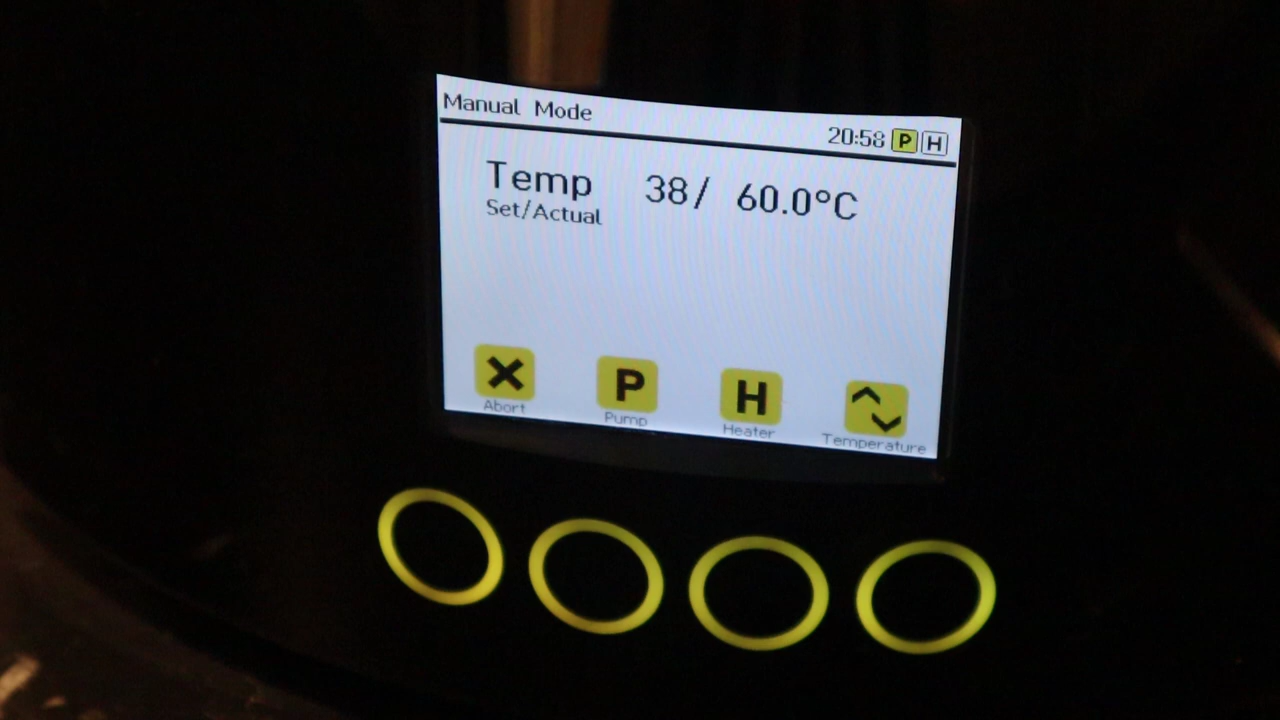 Manual Mode
20:58 P H
Temp 38/ 60.0°C
Set/Actual
P H
Abort Pump Heater Temperature